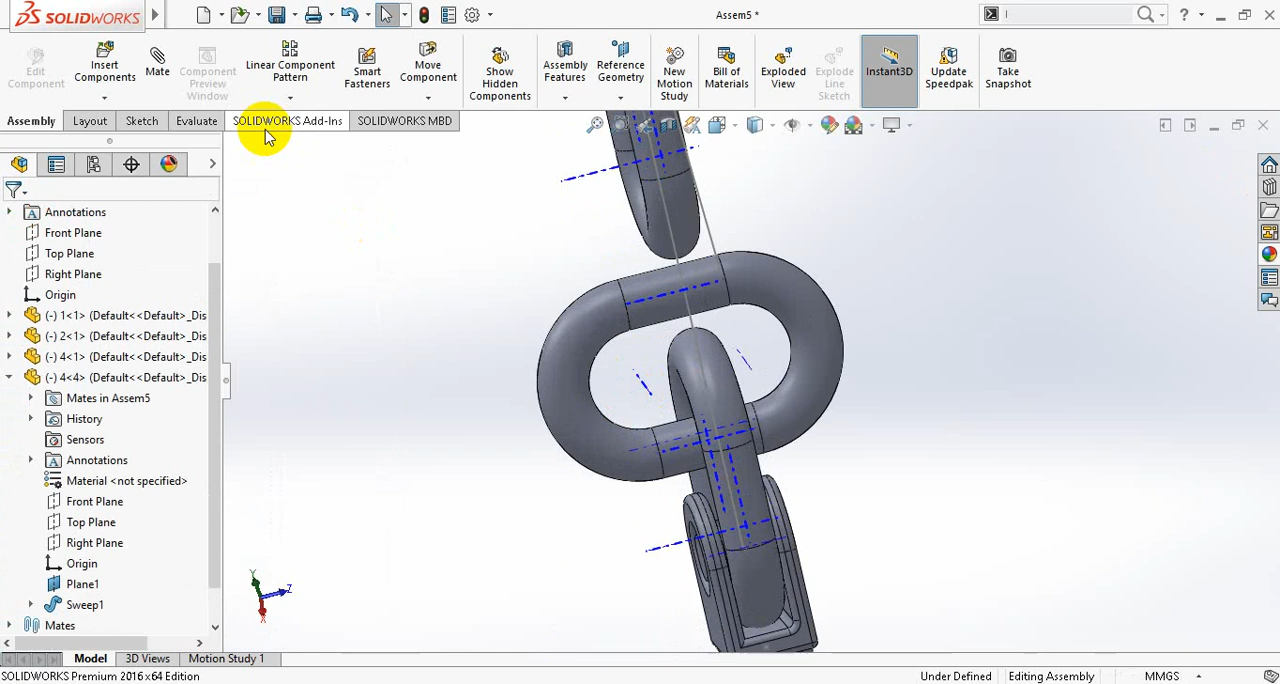 SOLIDWORKS
Assem5 *
Edit Component
Insert Components
Mate
Component Preview Window
Linear Component Pattern
Smart Fasteners
Move Component
Show Hidden Components
Assembly Features
Reference Geometry
New Motion Study
Bill of Materials
Exploded View
Explode Line Sketch
Instant3D
Update Speedpak
Take Snapshot
Assembly
Layout
Sketch
Evaluate
SOLIDWORKS Add-Ins
SOLIDWORKS MBD
Annotations
Front Plane
Top Plane
Right Plane
Origin
(-) 1<1> (Default<<Default>_Dis
(-) 2<1> (Default<<Default>_Dis
(-) 4<1> (Default<<Default>_Dis
(-) 4<4> (Default<<Default>_Dis
Mates in Assem5
History
Sensors
Annotations
Material <not specified>
Front Plane
Top Plane
Right Plane
Origin
Plane1
Sweep1
Mates
Y
Z
X
Model
3D Views
Motion Study 1
SOLIDWORKS Premium 2016 x64 Edition
Under Defined
Editing Assembly
MMGS